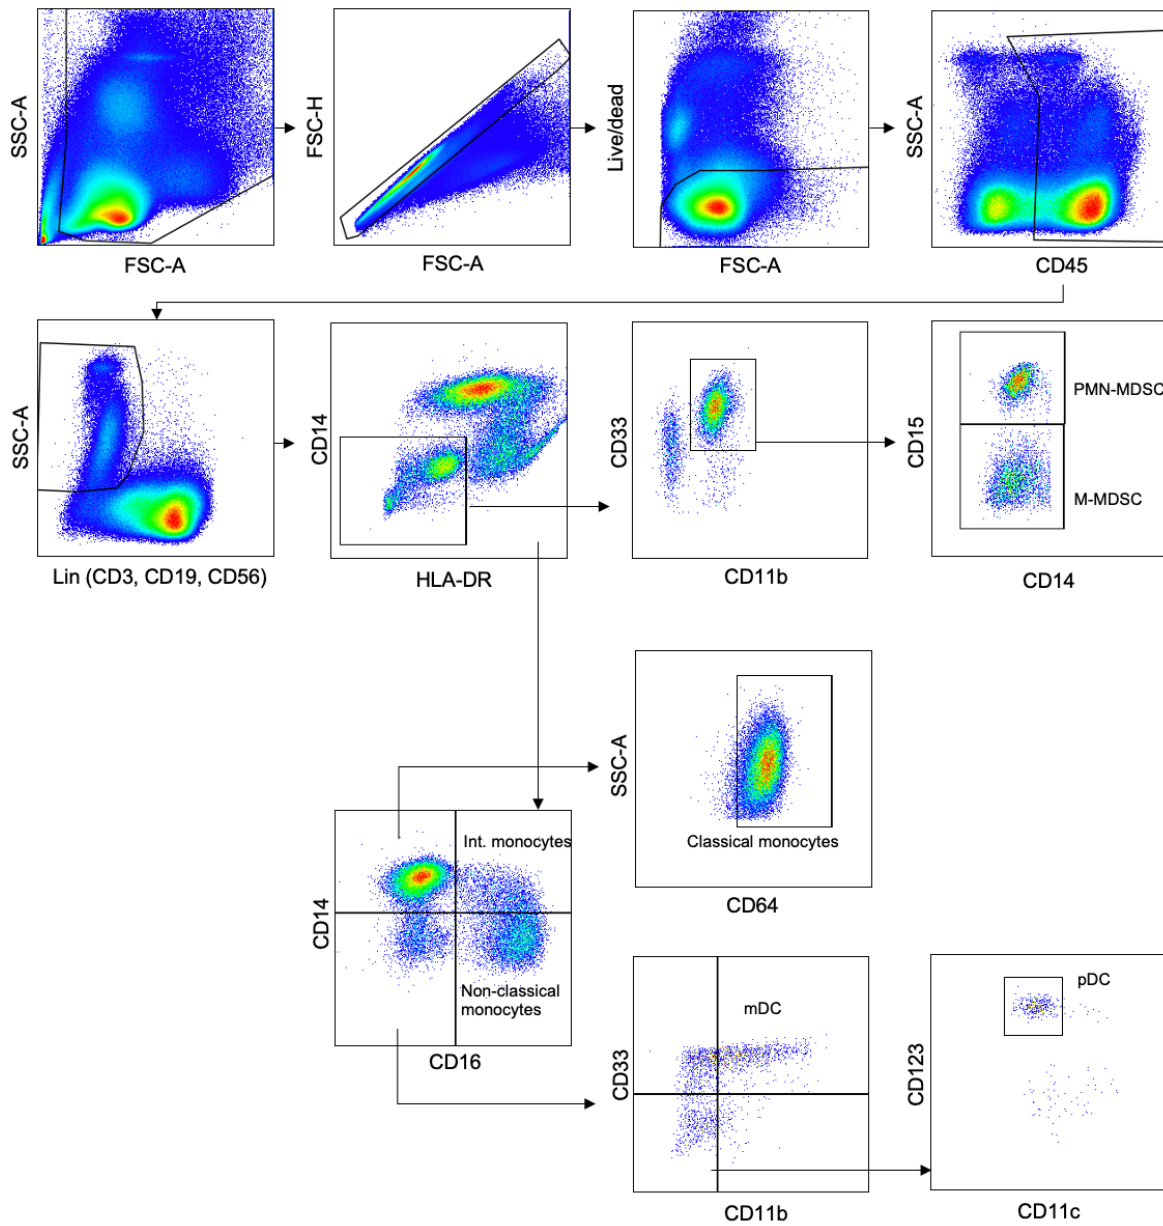 SSC-A
FSC-A
FSC-H
FSC-A
Live/dead
FSC-A
SSC-A
CD45
SSC-A
Lin (CD3, CD19, CD56)
CD14
HLA-DR
CD33
CD11b
CD15
PMN-MDSC
M-MDSC
CD14
SSC-A
Classical monocytes
CD64
CD14
Int. monocytes
Non-classical
monocytes
CD16
CD33
mDC
CD11b
CD123
pDC
CD11c